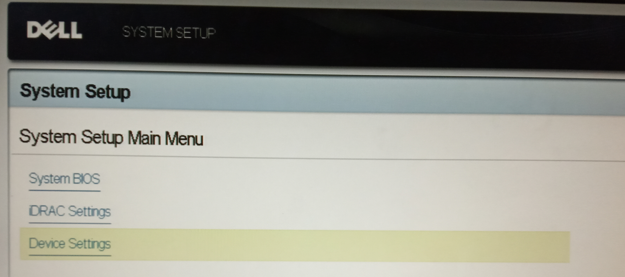 DELL SYSTEM SETUP
System Setup
System Setup Main Menu
System BIOS
iDRAC Settings
Device Settings